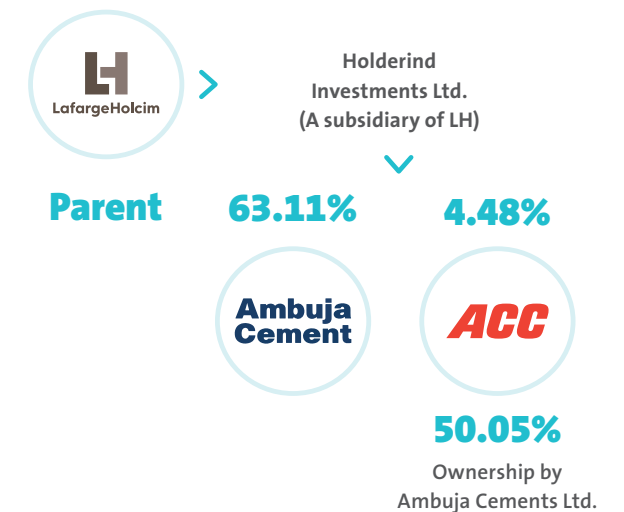 LafargeHolcim
Holderind
Investments Ltd.
(A subsidiary of LH)
Parent
63.11%
4.48%
Ambuja
Cement
ACC
50.05%
Ownership by
Ambuja Cements Ltd.